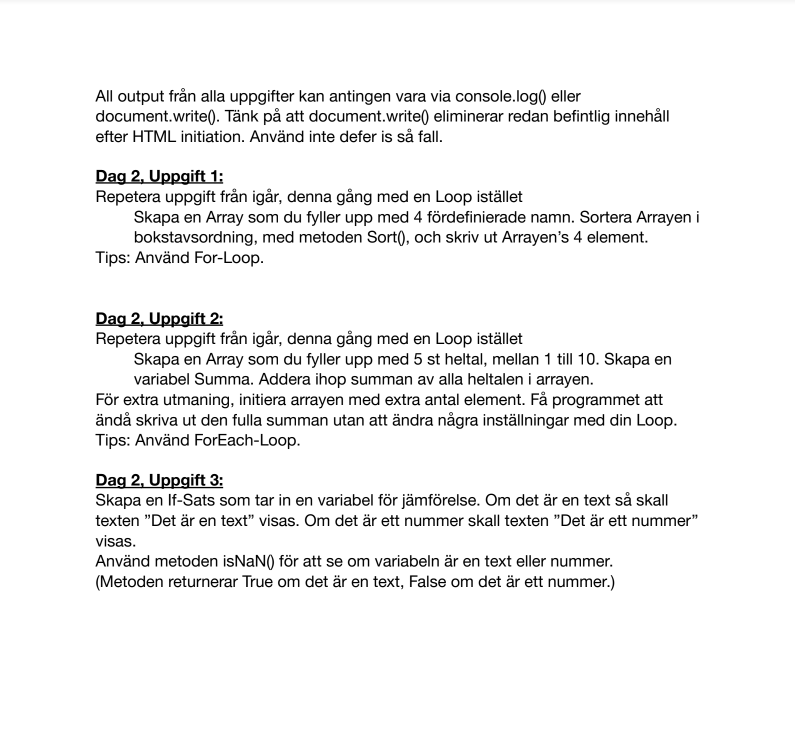 All output från alla uppgifter kan antingen vara via console.log() eller
document.write(). Tänk på att document.write() eliminerar redan befintlig innehåll
efter HTML initiation. Använd inte defer is så fall.
Dag 2, Uppgift 1:
Repetera uppgift från igår, denna gång med en Loop istället
Skapa en Array som du fyller upp med 4 fördefinierade namn. Sortera Arrayen i
bokstavsordning, med metoden Sort(), och skriv ut Arrayen’s 4 element.
Tips: Använd For-Loop.
Dag 2, Uppgift 2:
Repetera uppgift från igår, denna gång med en Loop istället
Skapa en Array som du fyller upp med 5 st heltal, mellan 1 till 10. Skapa en
variabel Summa. Addera ihop summan av alla heltalen i arrayen.
För extra utmaning, initiera arrayen med extra antal element. Få programmet att
ändå skriva ut den fulla summan utan att ändra några inställningar med din Loop.
Tips: Använd ForEach-Loop.
Dag 2, Uppgift 3:
Skapa en If-Sats som tar in en variabel för jämförelse. Om det är en text så skall
texten ”Det är en text” visas. Om det är ett nummer skall texten ”Det är ett nummer”
visas.
Använd metoden isNaN() för att se om variabeln är en text eller nummer.
(Metoden returnerar True om det är en text, False om det är ett nummer.)